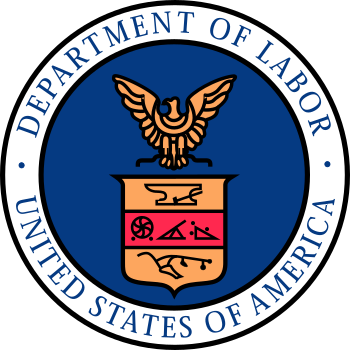 DEPARTMENT OF LABOR
UNITED STATES OF AMERICA